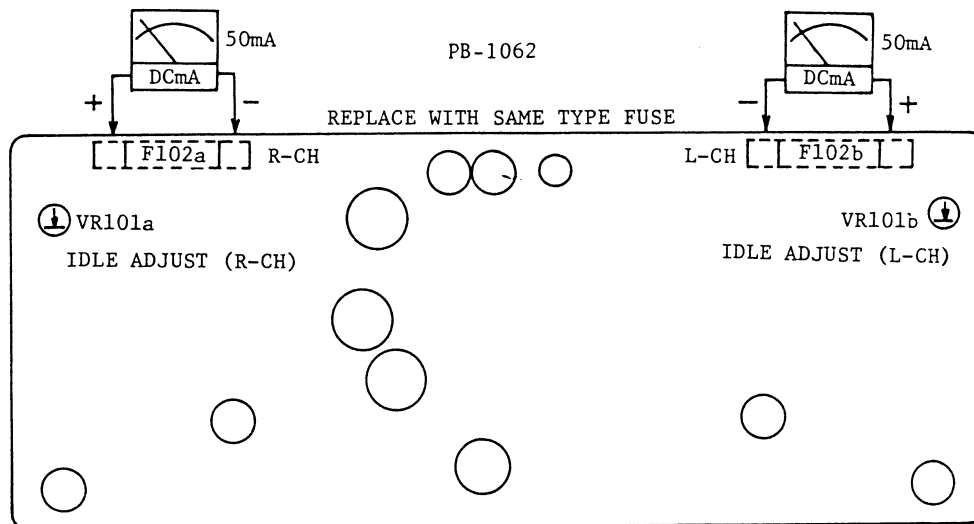 50mA
DCmA
+ -
PB-1062
50mA
DCmA
- +
REPLACE WITH SAME TYPE FUSE
F102a R-CH
L-CH F102b
VR101a
IDLE ADJUST (R-CH)
VR101b
IDLE ADJUST (L-CH)